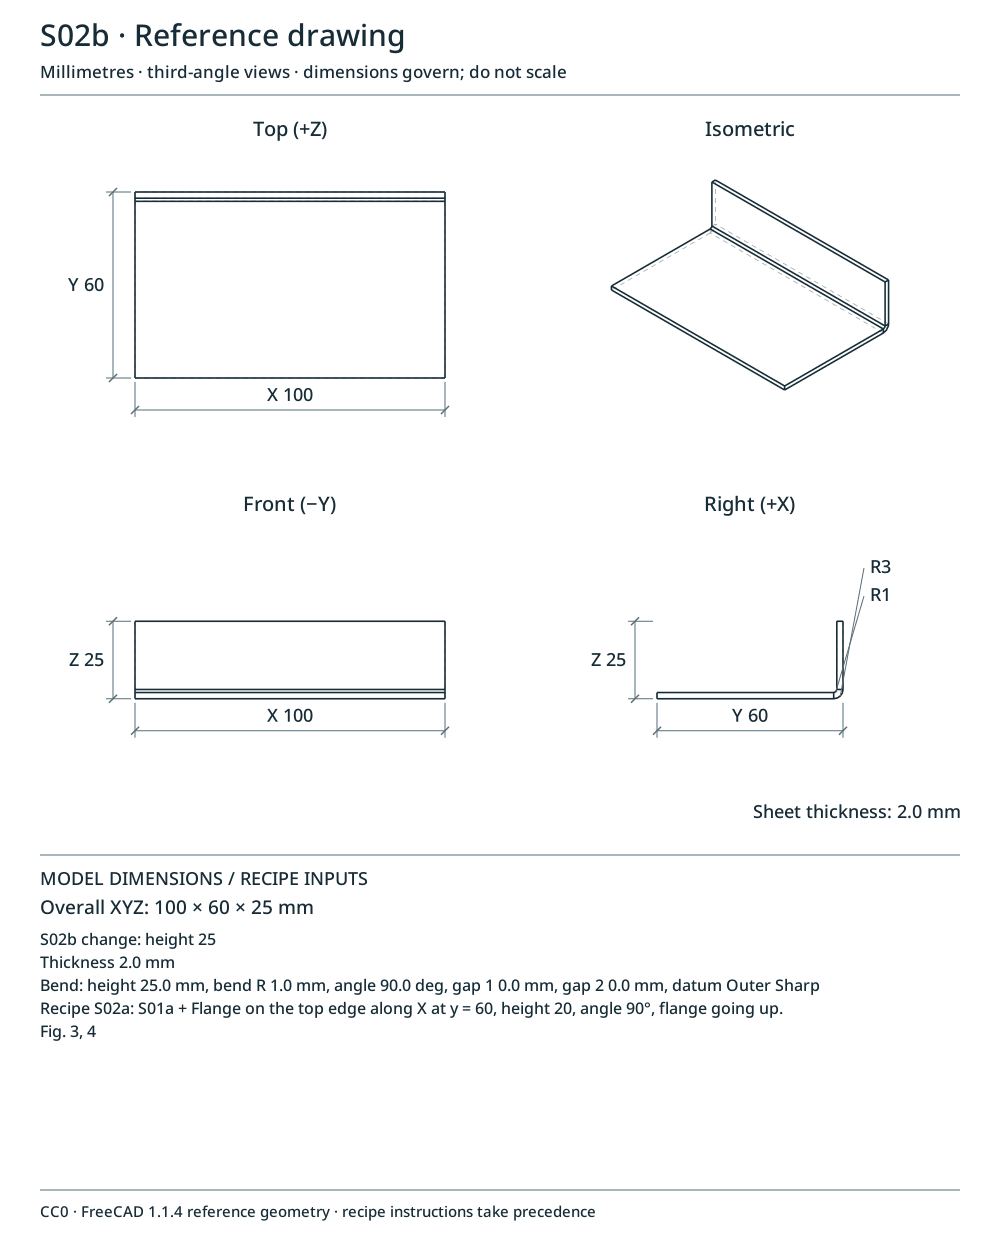 S02b · Reference drawing
Millimetres · third-angle views · dimensions govern; do not scale
Top (+Z)
Isometric
Y 60
X 100
Front (−Y)
Right (+X)
R3
R1
Z 25
X 100
Z 25
Y 60
Sheet thickness: 2.0 mm
MODEL DIMENSIONS / RECIPE INPUTS
Overall XYZ: 100 × 60 × 25 mm
S02b change: height 25
Thickness 2.0 mm
Bend: height 25.0 mm, bend R 1.0 mm, angle 90.0 deg, gap 1 0.0 mm, gap 2 0.0 mm, datum Outer Sharp
Recipe S02a: S01a + Flange on the top edge along X at y = 60, height 20, angle 90°, flange going up.
Fig. 3, 4
CC0 · FreeCAD 1.1.4 reference geometry · recipe instructions take precedence